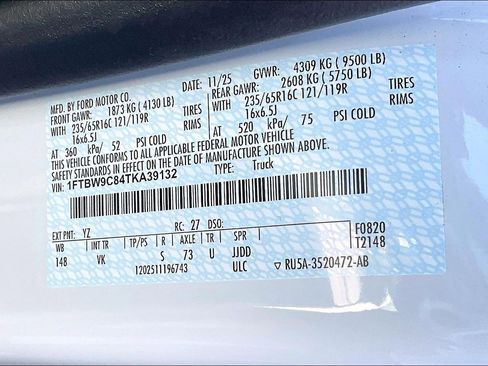 MFD. BY FORD MOTOR CO. DATE: 11/25 GVWR: 4309 KG ( 9500 LB)
FRONT GAWR: 1873 KG ( 4130 LB) REAR GAWR: 2608 KG ( 5750 LB)
WITH 235/65R16C 121/119R TIRES WITH 235/65R16C 121/119R TIRES
16x6.5J RIMS 16x6.5J RIMS
AT 360 kPa/ 52 PSI COLD AT 520 kPa/ 75 PSI COLD
THIS VEHICLE CONFORMS TO ALL APPLICABLE FEDERAL MOTOR VEHICLE
SAFETY STANDARDS IN EFFECT ON THE DATE OF MANUFACTURE SHOWN ABOVE.
VIN: 1FTBW9C84TKA39132 TYPE: Truck
EXT PNT: YZ RC: 27 DSO: F0820
WB INT TR TP/PS R AXLE TR SPR T2148
148 VK S 73 U JJDD
1202511196743 ULC ▽ RU5A-3520472-AB